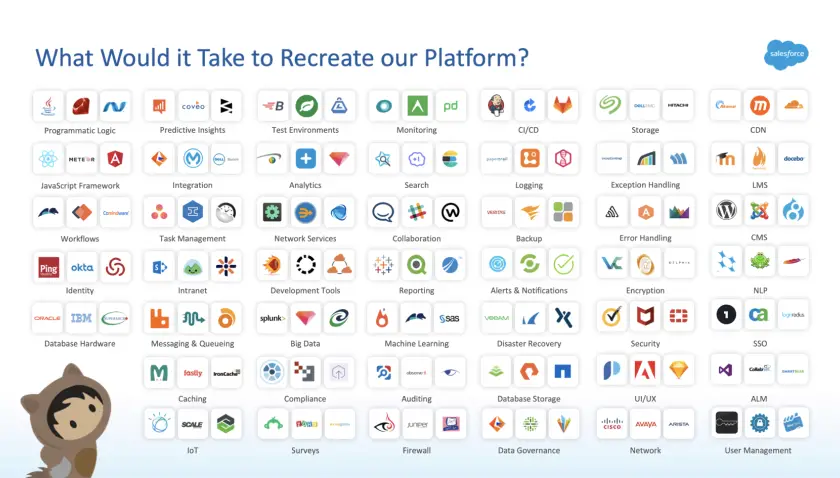 What Would it Take to Recreate our Platform?
salesforce
coveo
B
pd
DELL EMC
HITACHI
Programmatic Logic
Predictive Insights
Test Environments
Monitoring
CI/CD
Storage
CDN
METEOR
docebo
JavaScript Framework
Integration
Analytics
Search
Logging
Exception Handling
LMS
VERITAS
Workflows
Task Management
Network Services
Collaboration
Backup
Error Handling
CMS
Ping
okta
Identity
Intranet
Development Tools
Reporting
Alerts & Notifications
Encryption
NLP
ORACLE
IBM
splunk>
sas
VEEAM
1
ca
loginradius
Database Hardware
Messaging & Queueing
Big Data
Machine Learning
Disaster Recovery
Security
SSO
M
fastly
IronCache
Caching
Compliance
Auditing
Database Storage
UI/UX
ALM
SCALE
juniper
CISCO
AVAYA
ARISTA
IoT
Surveys
Firewall
Data Governance
Network
User Management